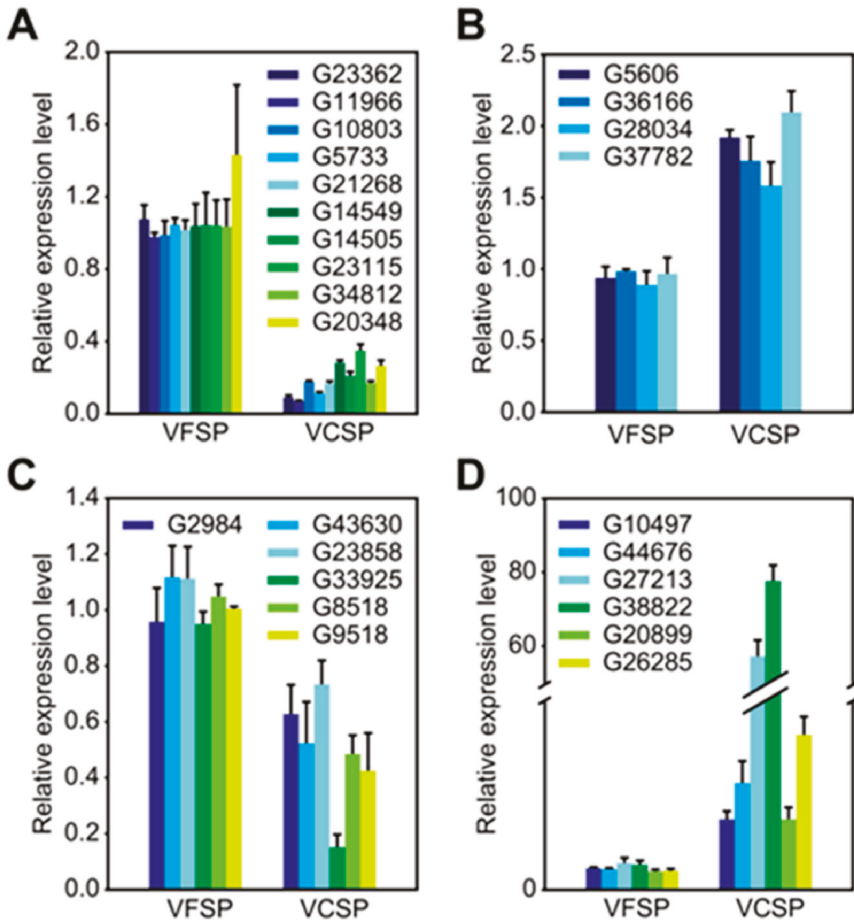 A
Relative expression level
2.0
1.6
1.2
0.8
0.4
0.0
G23362
G11966
G10803
G5733
G21268
G14549
G14505
G23115
G34812
G20348
VFSP VCSP
B
Relative expression level
2.5
2.0
1.5
1.0
0.5
0.0
G5606
G36166
G28034
G37782
VFSP VCSP
C
Relative expression level
1.4
1.2
1.0
0.8
0.6
0.4
0.2
0.0
G2984
G43630
G23858
G33925
G8518
G9518
VFSP VCSP
D
Relative expression level
100
80
60
0
G10497
G44676
G27213
G38822
G20899
G26285
VFSP VCSP